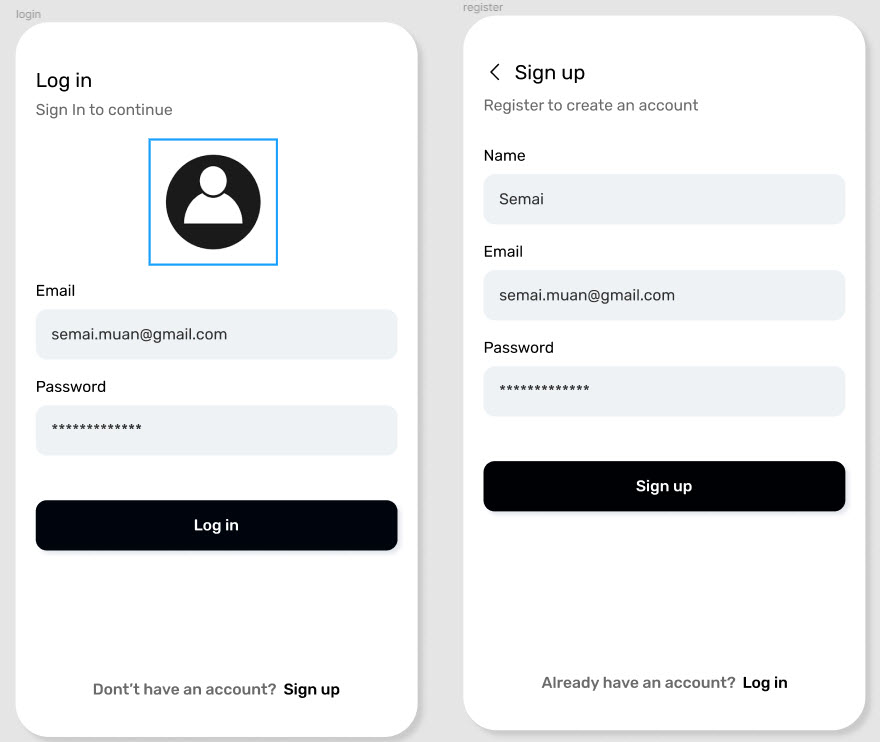 login
Log in
Sign In to continue
Email
semai.muan@gmail.com
Password
*************
Log in
Dont’t have an account? Sign up
register
Sign up
Register to create an account
Name
Semai
Email
semai.muan@gmail.com
Password
*************
Sign up
Already have an account? Log in